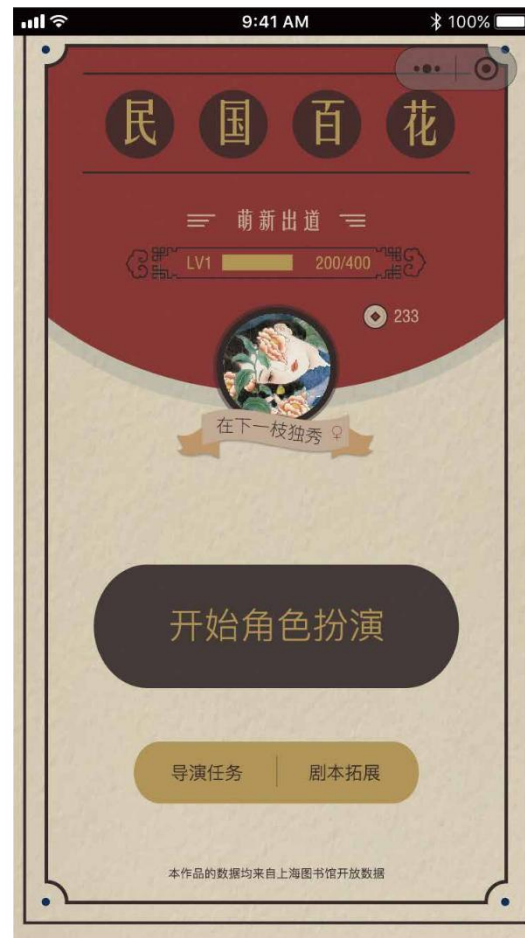 9:41 AM 100%
民国百花
萌新出道
LV1 200/400
233
在下一枝独秀♀
开始角色扮演
导演任务 | 剧本拓展
本作品的数据均来自上海图书馆开放数据